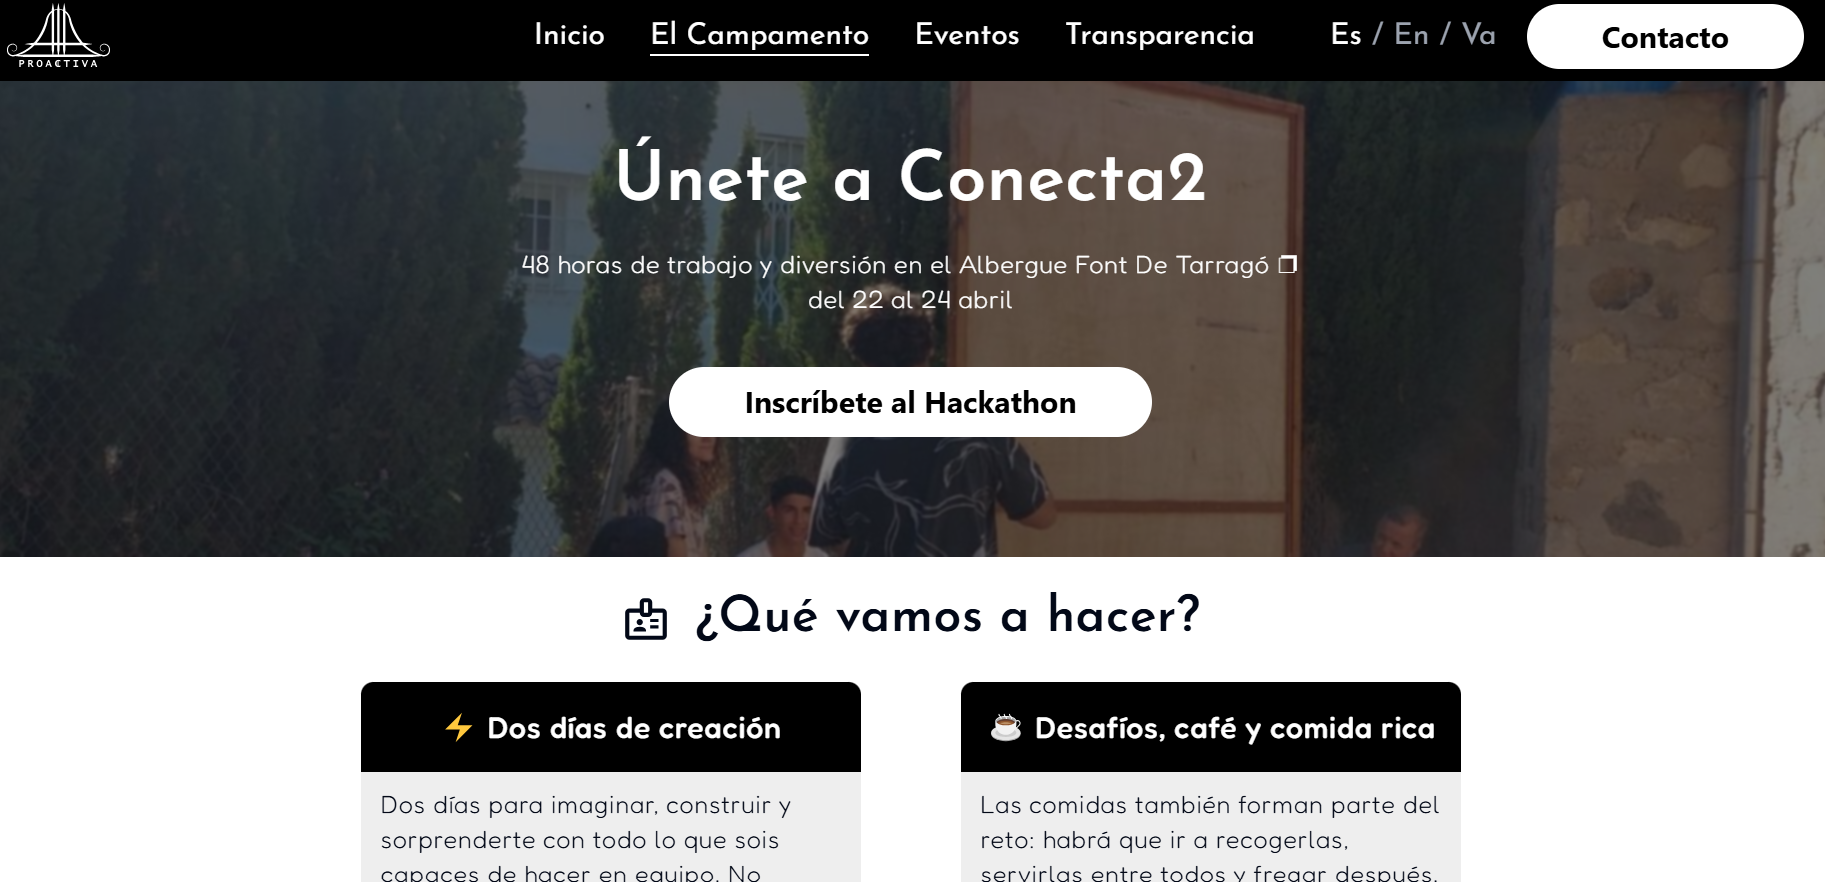 PROACTIVA
Inicio
El Campamento
Eventos
Transparencia
Es / En / Va
Contacto
Únete a Conecta2
48 horas de trabajo y diversión en el Albergue Font De Tarragó
del 22 al 24 abril
Inscríbete al Hackathon
¿Qué vamos a hacer?
⚡ Dos días de creación
Dos días para imaginar, construir y
sorprenderte con todo lo que sois
capaces de hacer en equipo. No
☕ Desafíos, café y comida rica
Las comidas también forman parte del
reto: habrá que ir a recogerlas,
servirlas entre todos y fregar después.